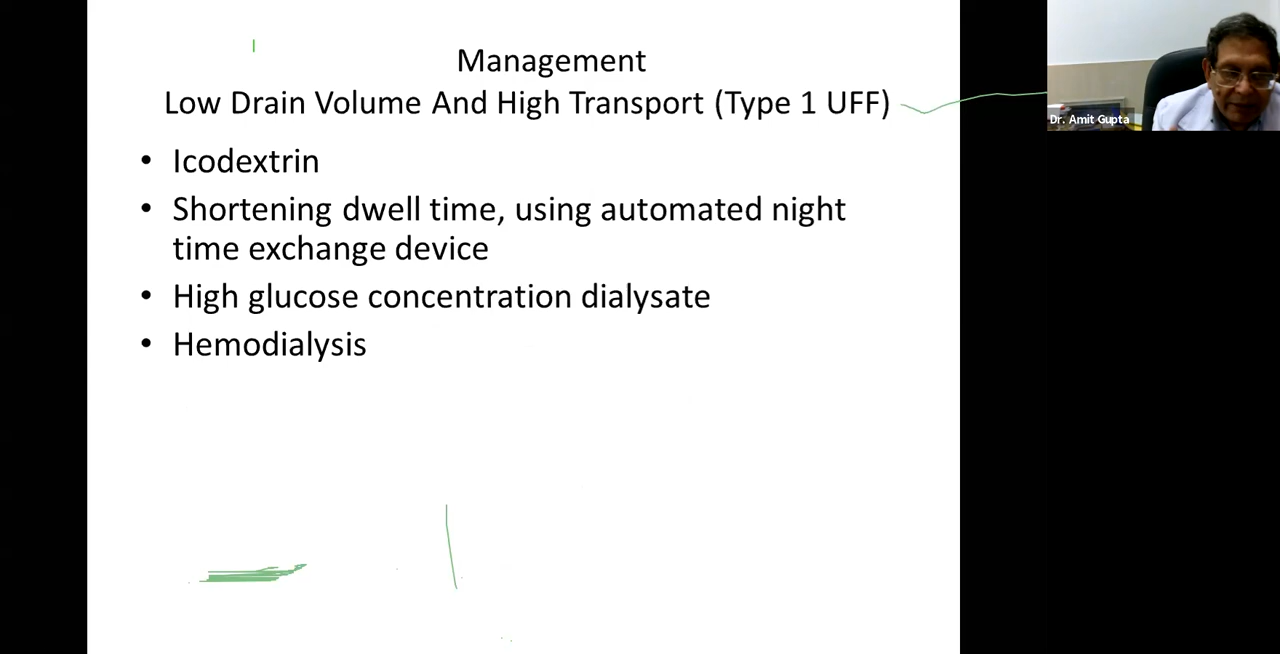 Management
Low Drain Volume And High Transport (Type 1 UFF)
• Icodextrin
• Shortening dwell time, using automated night
time exchange device
• High glucose concentration dialysate
• Hemodialysis
Dr. Amit Gupta